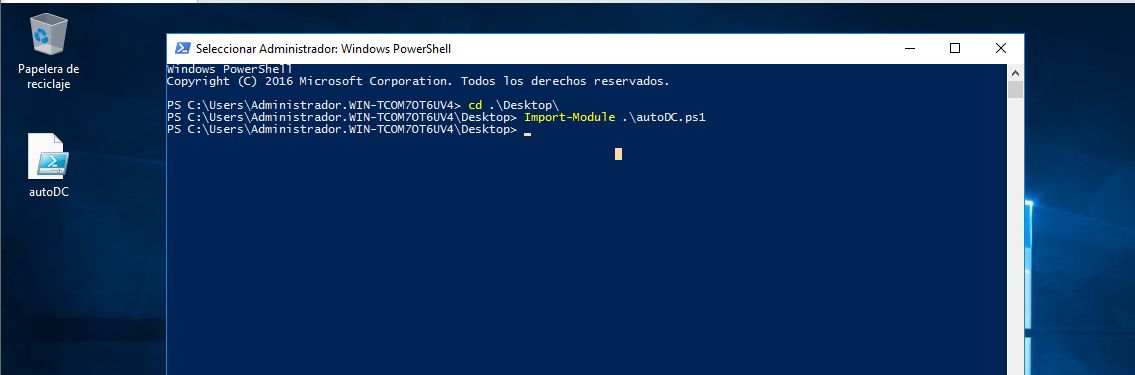 Papelera de
reciclaje
autoDC
Seleccionar Administrador: Windows PowerShell
Windows PowerShell
Copyright (C) 2016 Microsoft Corporation. Todos los derechos reservados.
PS C:\Users\Administrador.WIN-TCOM7OT6UV4> cd .\Desktop\
PS C:\Users\Administrador.WIN-TCOM7OT6UV4\Desktop> Import-Module .\autoDC.ps1
PS C:\Users\Administrador.WIN-TCOM7OT6UV4\Desktop>